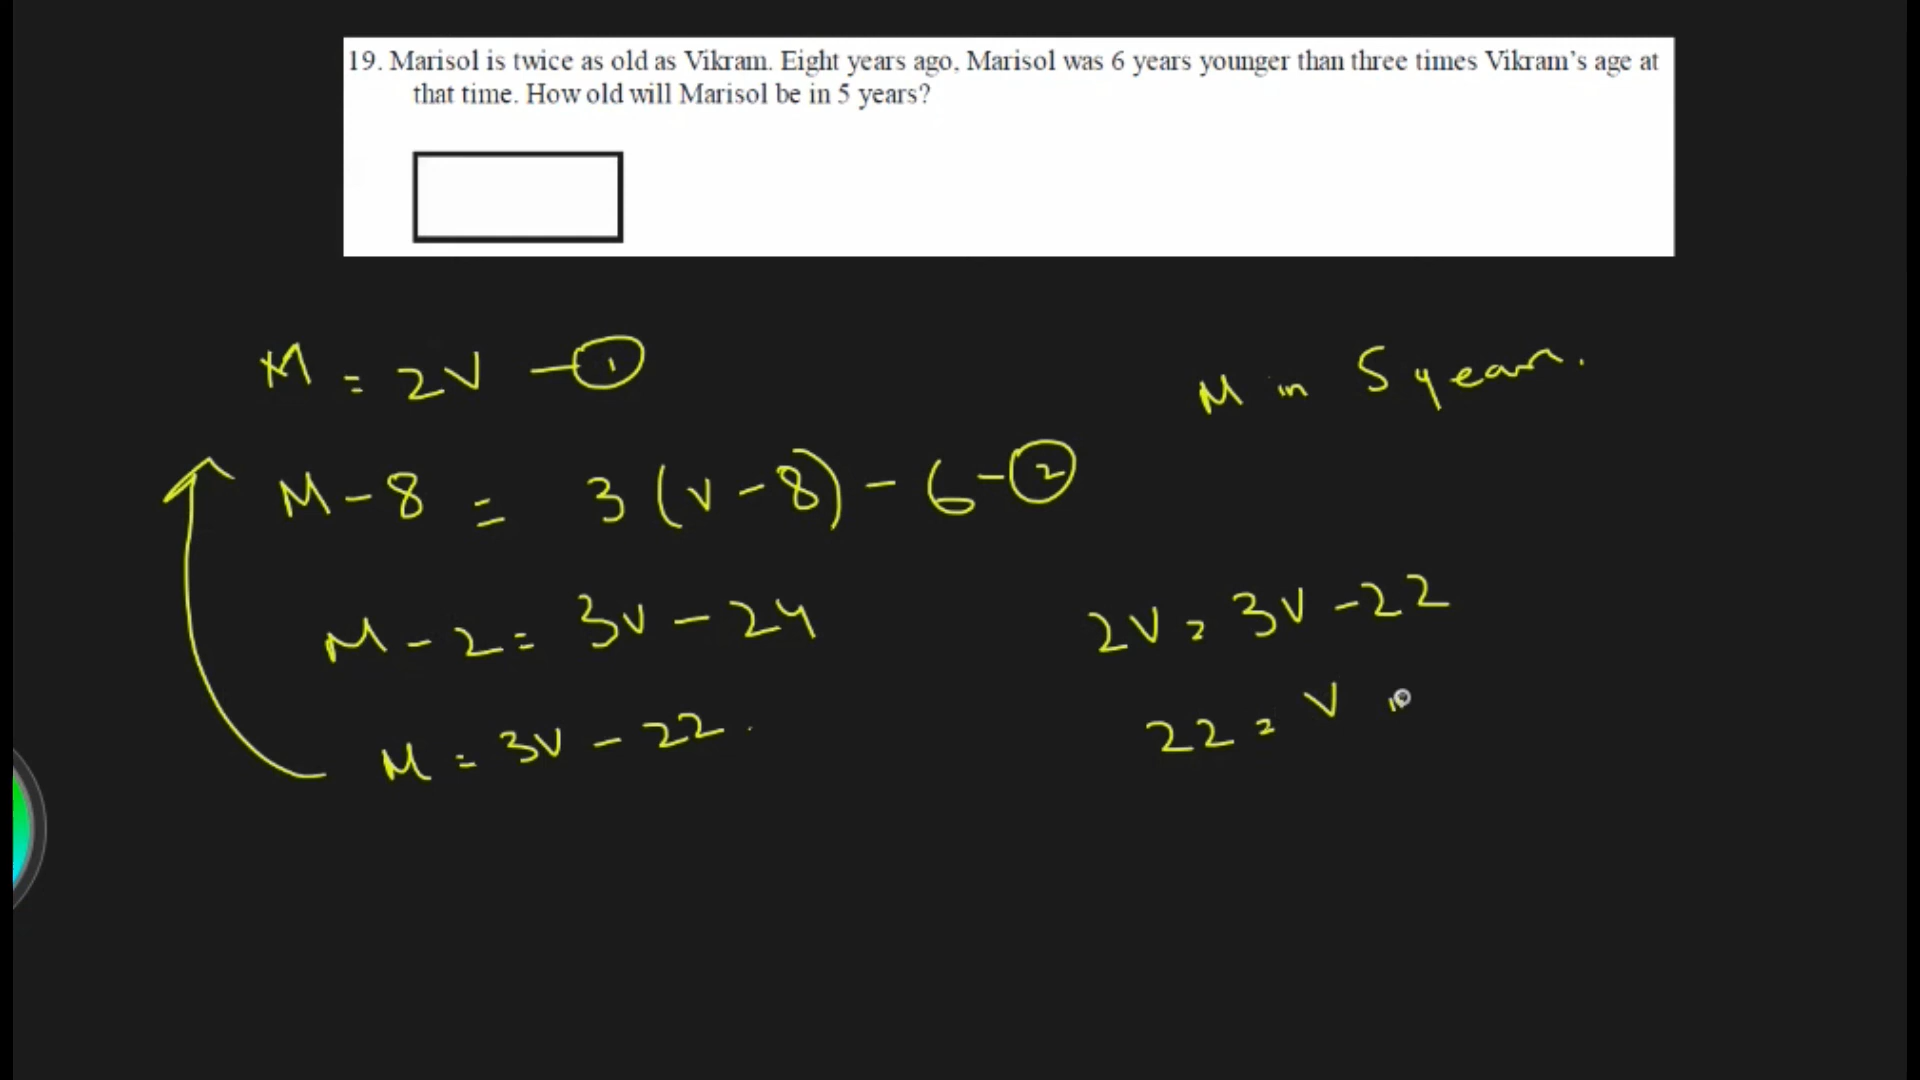 19. Marisol is twice as old as Vikram. Eight years ago, Marisol was 6 years younger than three times Vikram's age at
that time. How old will Marisol be in 5 years?
M = 2V — ①
M in 5 years.
M - 8 = 3 (V - 8) - 6 - ②
M - 2 = 3V - 24
2V = 3V - 22
M = 3V - 22.
22 = V